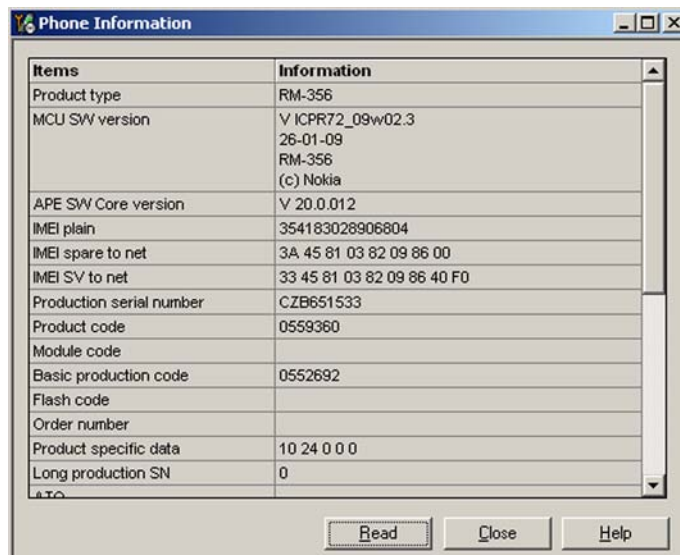 Phone Information
Items Information
Product type RM-356
MCU SW version V ICPR72_09w02.3
26-01-09
RM-356
(c) Nokia
APE SW Core version V 20.0.012
IMEI plain 354183028906804
IMEI spare to net 3A 45 81 03 82 09 86 00
IMEI SV to net 33 45 81 03 82 09 86 40 F0
Production serial number CZB651533
Product code 0559360
Module code
Basic production code 0552692
Flash code
Order number
Product specific data 10 24 0 0 0
Long production SN 0
Read Close Help